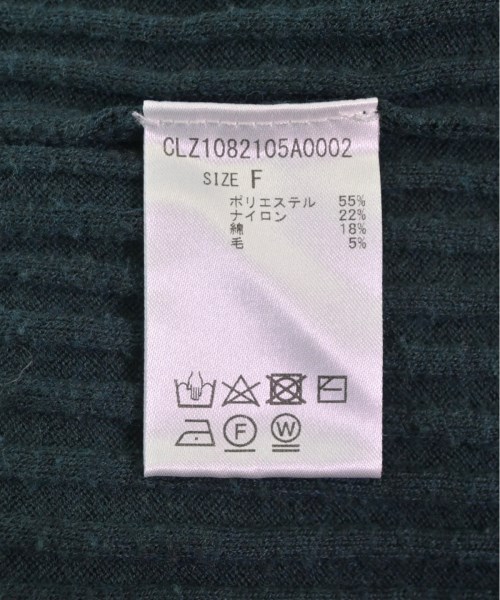 CLZ1082105A0002
SIZE F
ポリエステル 55%
ナイロン 22%
綿 18%
毛 5%
F W